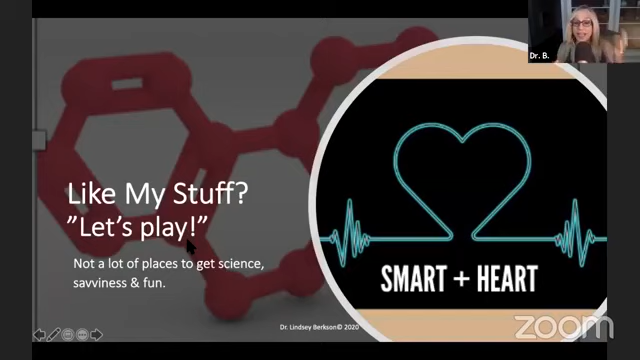 Dr. B.
Like My Stuff?
”Let’s play!”
Not a lot of places to get science,
savviness & fun.
SMART + HEART
Dr. Lindsey Berkson© 2020
zoom